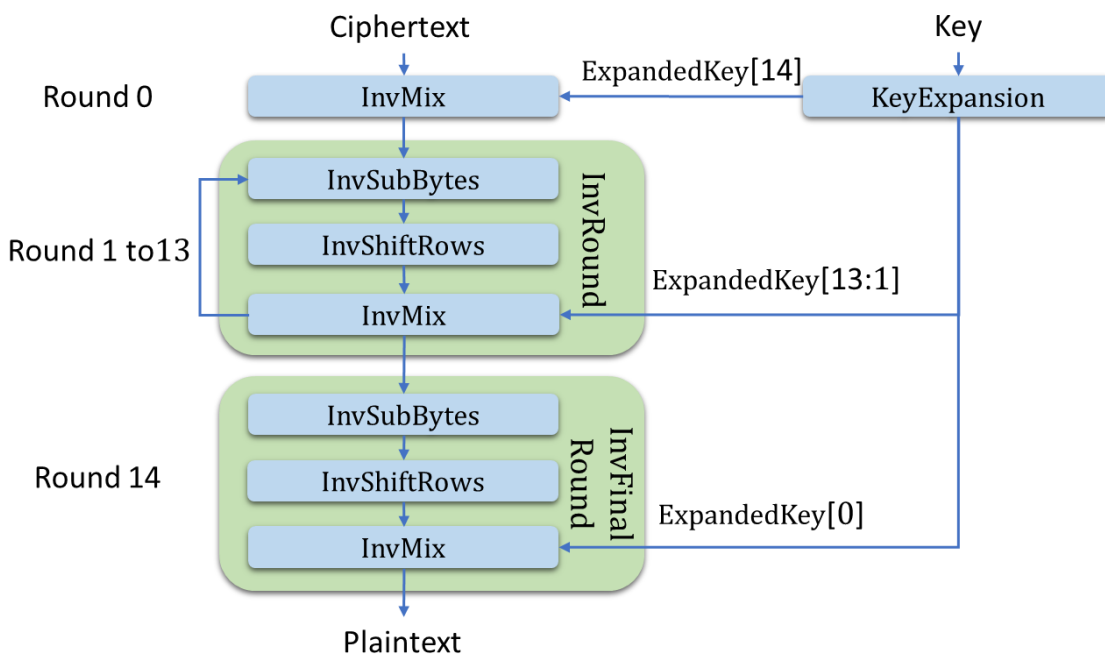 Ciphertext
Key
Round 0
InvMix
ExpandedKey[14]
KeyExpansion
InvSubBytes
InvRound
Round 1 to13
InvShiftRows
ExpandedKey[13:1]
InvMix
InvSubBytes
InvFinal
Round
Round 14
InvShiftRows
ExpandedKey[0]
InvMix
Plaintext